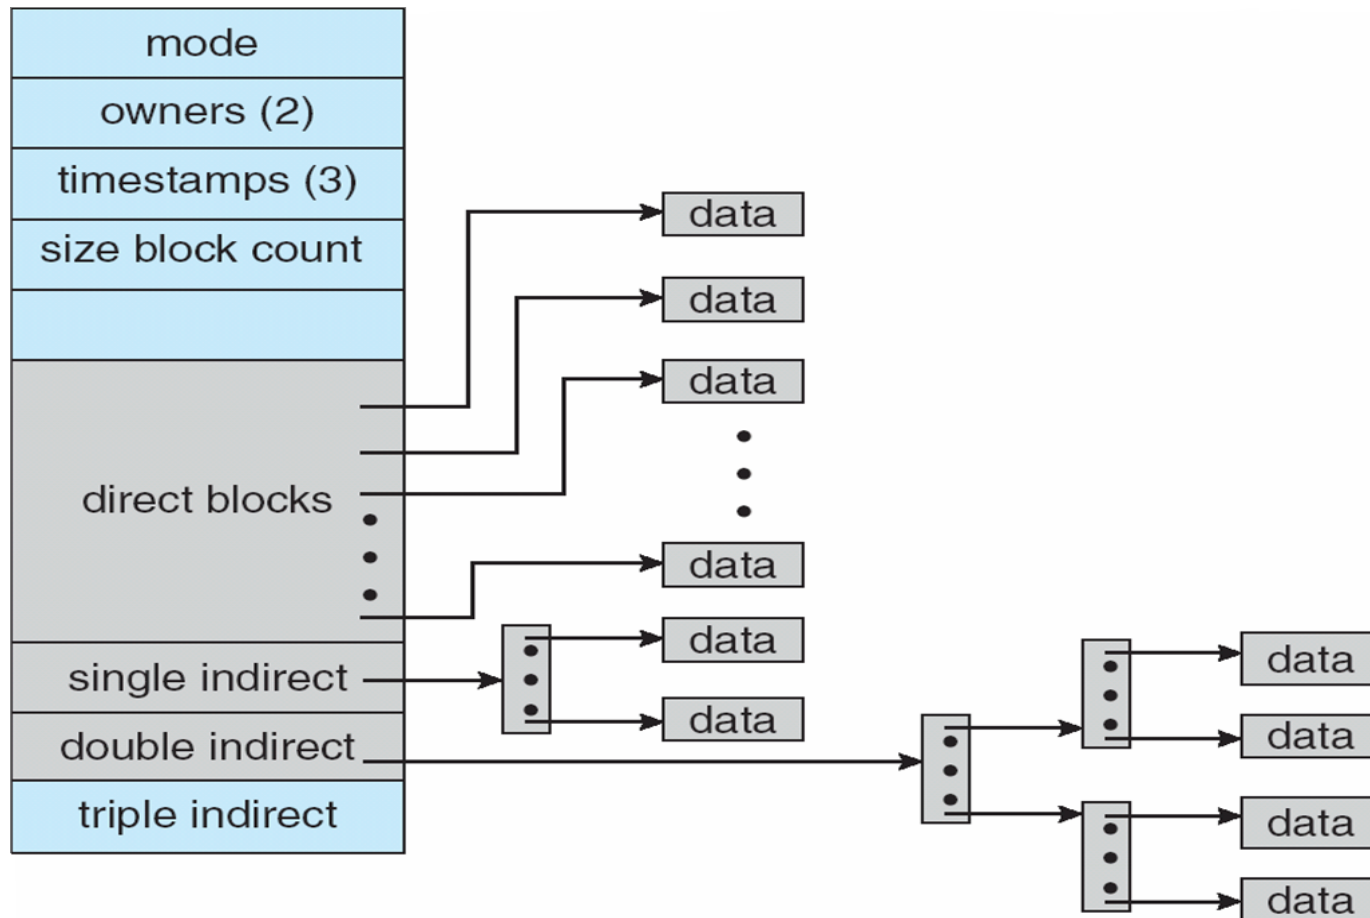 mode
owners (2)
timestamps (3)
size block count
direct blocks
single indirect
double indirect
triple indirect
data
data
data
data
data
data
data
data
data
data